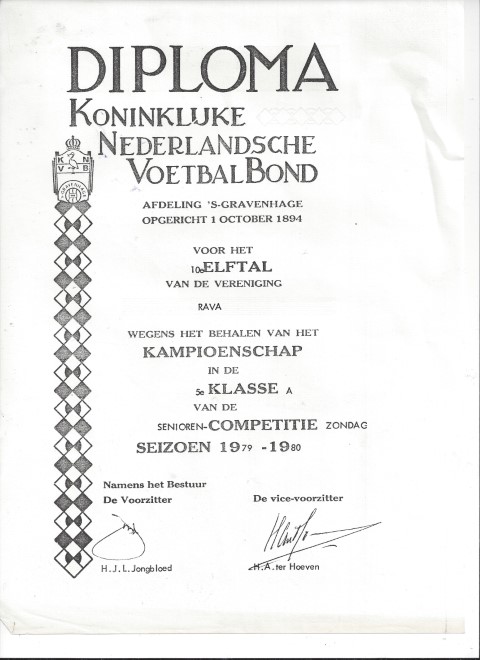 DIPLOMA
KONINKLIJKE
NEDERLANDSCHE
VOETBAL BOND
K N
V B
AFDELING 'S-GRAVENHAGE
OPGERICHT 1 OCTOBER 1894
VOOR HET
10e ELFTAL
VAN DE VERENIGING
RAVA
WEGENS HET BEHALEN VAN HET
KAMPIOENSCHAP
IN DE
5e KLASSE A
VAN DE
SENIOREN-COMPETITIE ZONDAG
SEIZOEN 1979 -1980
Namens het Bestuur
De Voorzitter De vice-voorzitter
H.J.L.Jongbloed H.A.ter Hoeven